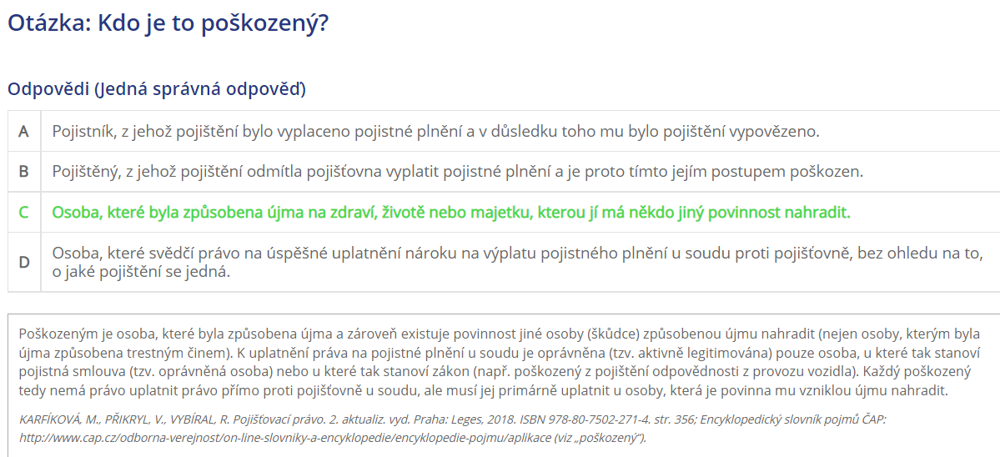 Otázka: Kdo je to poškozený?
Odpovědi (Jedná správná odpověď)
A Pojistník, z jehož pojištění bylo vyplaceno pojistné plnění a v důsledku toho mu bylo pojištění vypovězeno.
B Pojištěný, z jehož pojištění odmítla pojišťovna vyplatit pojistné plnění a je proto tímto jejím postupem poškozen.
C Osoba, které byla způsobena újma na zdraví, životě nebo majetku, kterou jí má někdo jiný povinnost nahradit.
D Osoba, které svědčí právo na úspěšné uplatnění nároku na výplatu pojistného plnění u soudu proti pojišťovně, bez ohledu na to,
o jaké pojištění se jedná.
Poškozeným je osoba, které byla způsobena újma a zároveň existuje povinnost jiné osoby (škůdce) způsobenou újmu nahradit (nejen osoby, kterým byla
újma způsobena trestným činem). K uplatnění práva na pojistné plnění u soudu je oprávněna (tzv. aktivně legitimována) pouze osoba, u které tak stanoví
pojistná smlouva (tzv. oprávněná osoba) nebo u které tak stanoví zákon (např. poškozený z pojištění odpovědnosti z provozu vozidla). Každý poškozený
tedy nemá právo uplatnit právo přímo proti pojišťovně u soudu, ale musí jej primárně uplatnit u osoby, která je povinna mu vzniklou újmu nahradit.
KARFÍKOVÁ, M., PŘIKRYL, V., VYBÍRAL, R. Pojišťovací právo. 2. aktualiz. vyd. Praha: Leges, 2018. ISBN 978-80-7502-271-4. str. 356; Encyklopedický slovník pojmů ČAP:
http://www.cap.cz/odborna-verejnost/on-line-slovniky-a-encyklopedie/encyklopedie-pojmu/aplikace (viz „poškozený“).